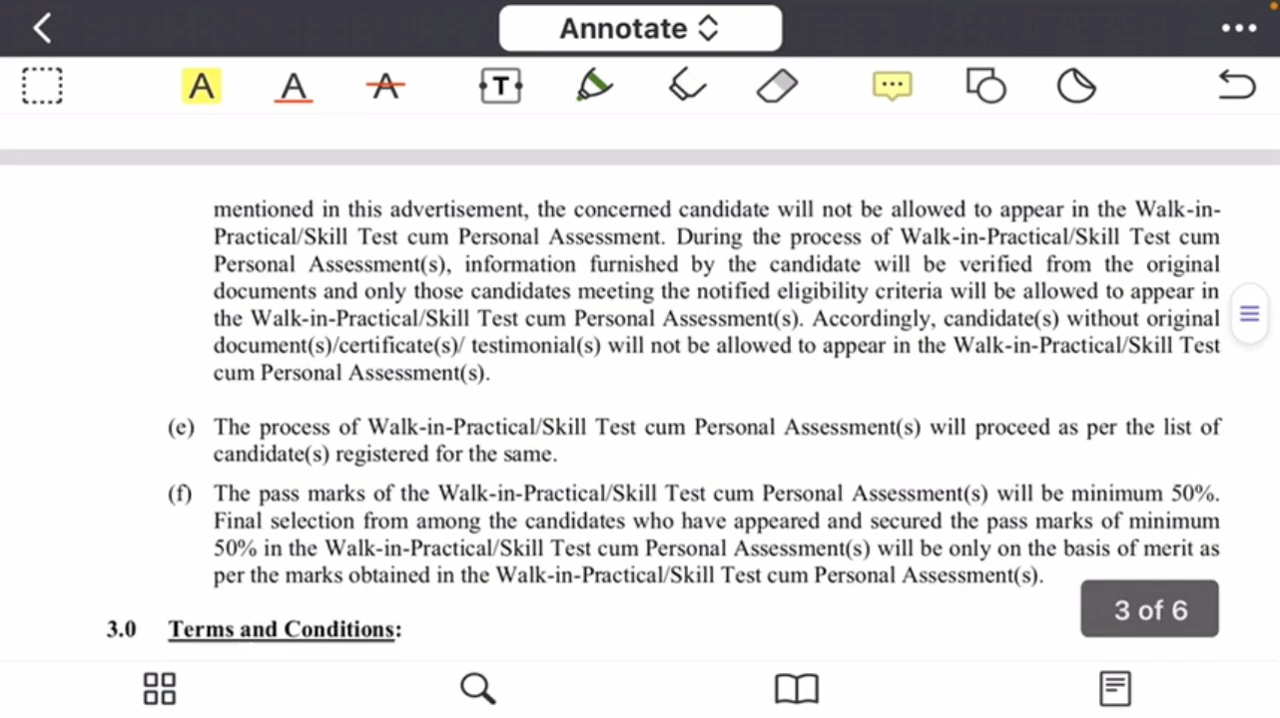 Annotate
A
A
A
T
mentioned in this advertisement, the concerned candidate will not be allowed to appear in the Walk-in-
Practical/Skill Test cum Personal Assessment. During the process of Walk-in-Practical/Skill Test cum
Personal Assessment(s), information furnished by the candidate will be verified from the original
documents and only those candidates meeting the notified eligibility criteria will be allowed to appear in
the Walk-in-Practical/Skill Test cum Personal Assessment(s). Accordingly, candidate(s) without original
document(s)/certificate(s)/ testimonial(s) will not be allowed to appear in the Walk-in-Practical/Skill Test
cum Personal Assessment(s).
(e) The process of Walk-in-Practical/Skill Test cum Personal Assessment(s) will proceed as per the list of
candidate(s) registered for the same.
(f) The pass marks of the Walk-in-Practical/Skill Test cum Personal Assessment(s) will be minimum 50%.
Final selection from among the candidates who have appeared and secured the pass marks of minimum
50% in the Walk-in-Practical/Skill Test cum Personal Assessment(s) will be only on the basis of merit as
per the marks obtained in the Walk-in-Practical/Skill Test cum Personal Assessment(s).
3 of 6
3.0 Terms and Conditions: